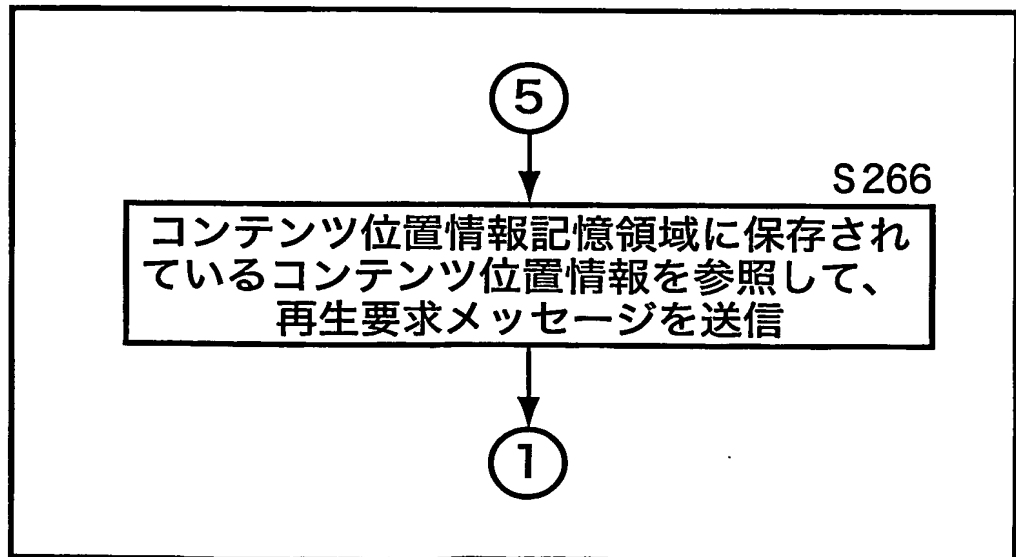 5
S266
コンテンツ位置情報記憶領域に保存され
ているコンテンツ位置情報を参照して、
再生要求メッセージを送信
1